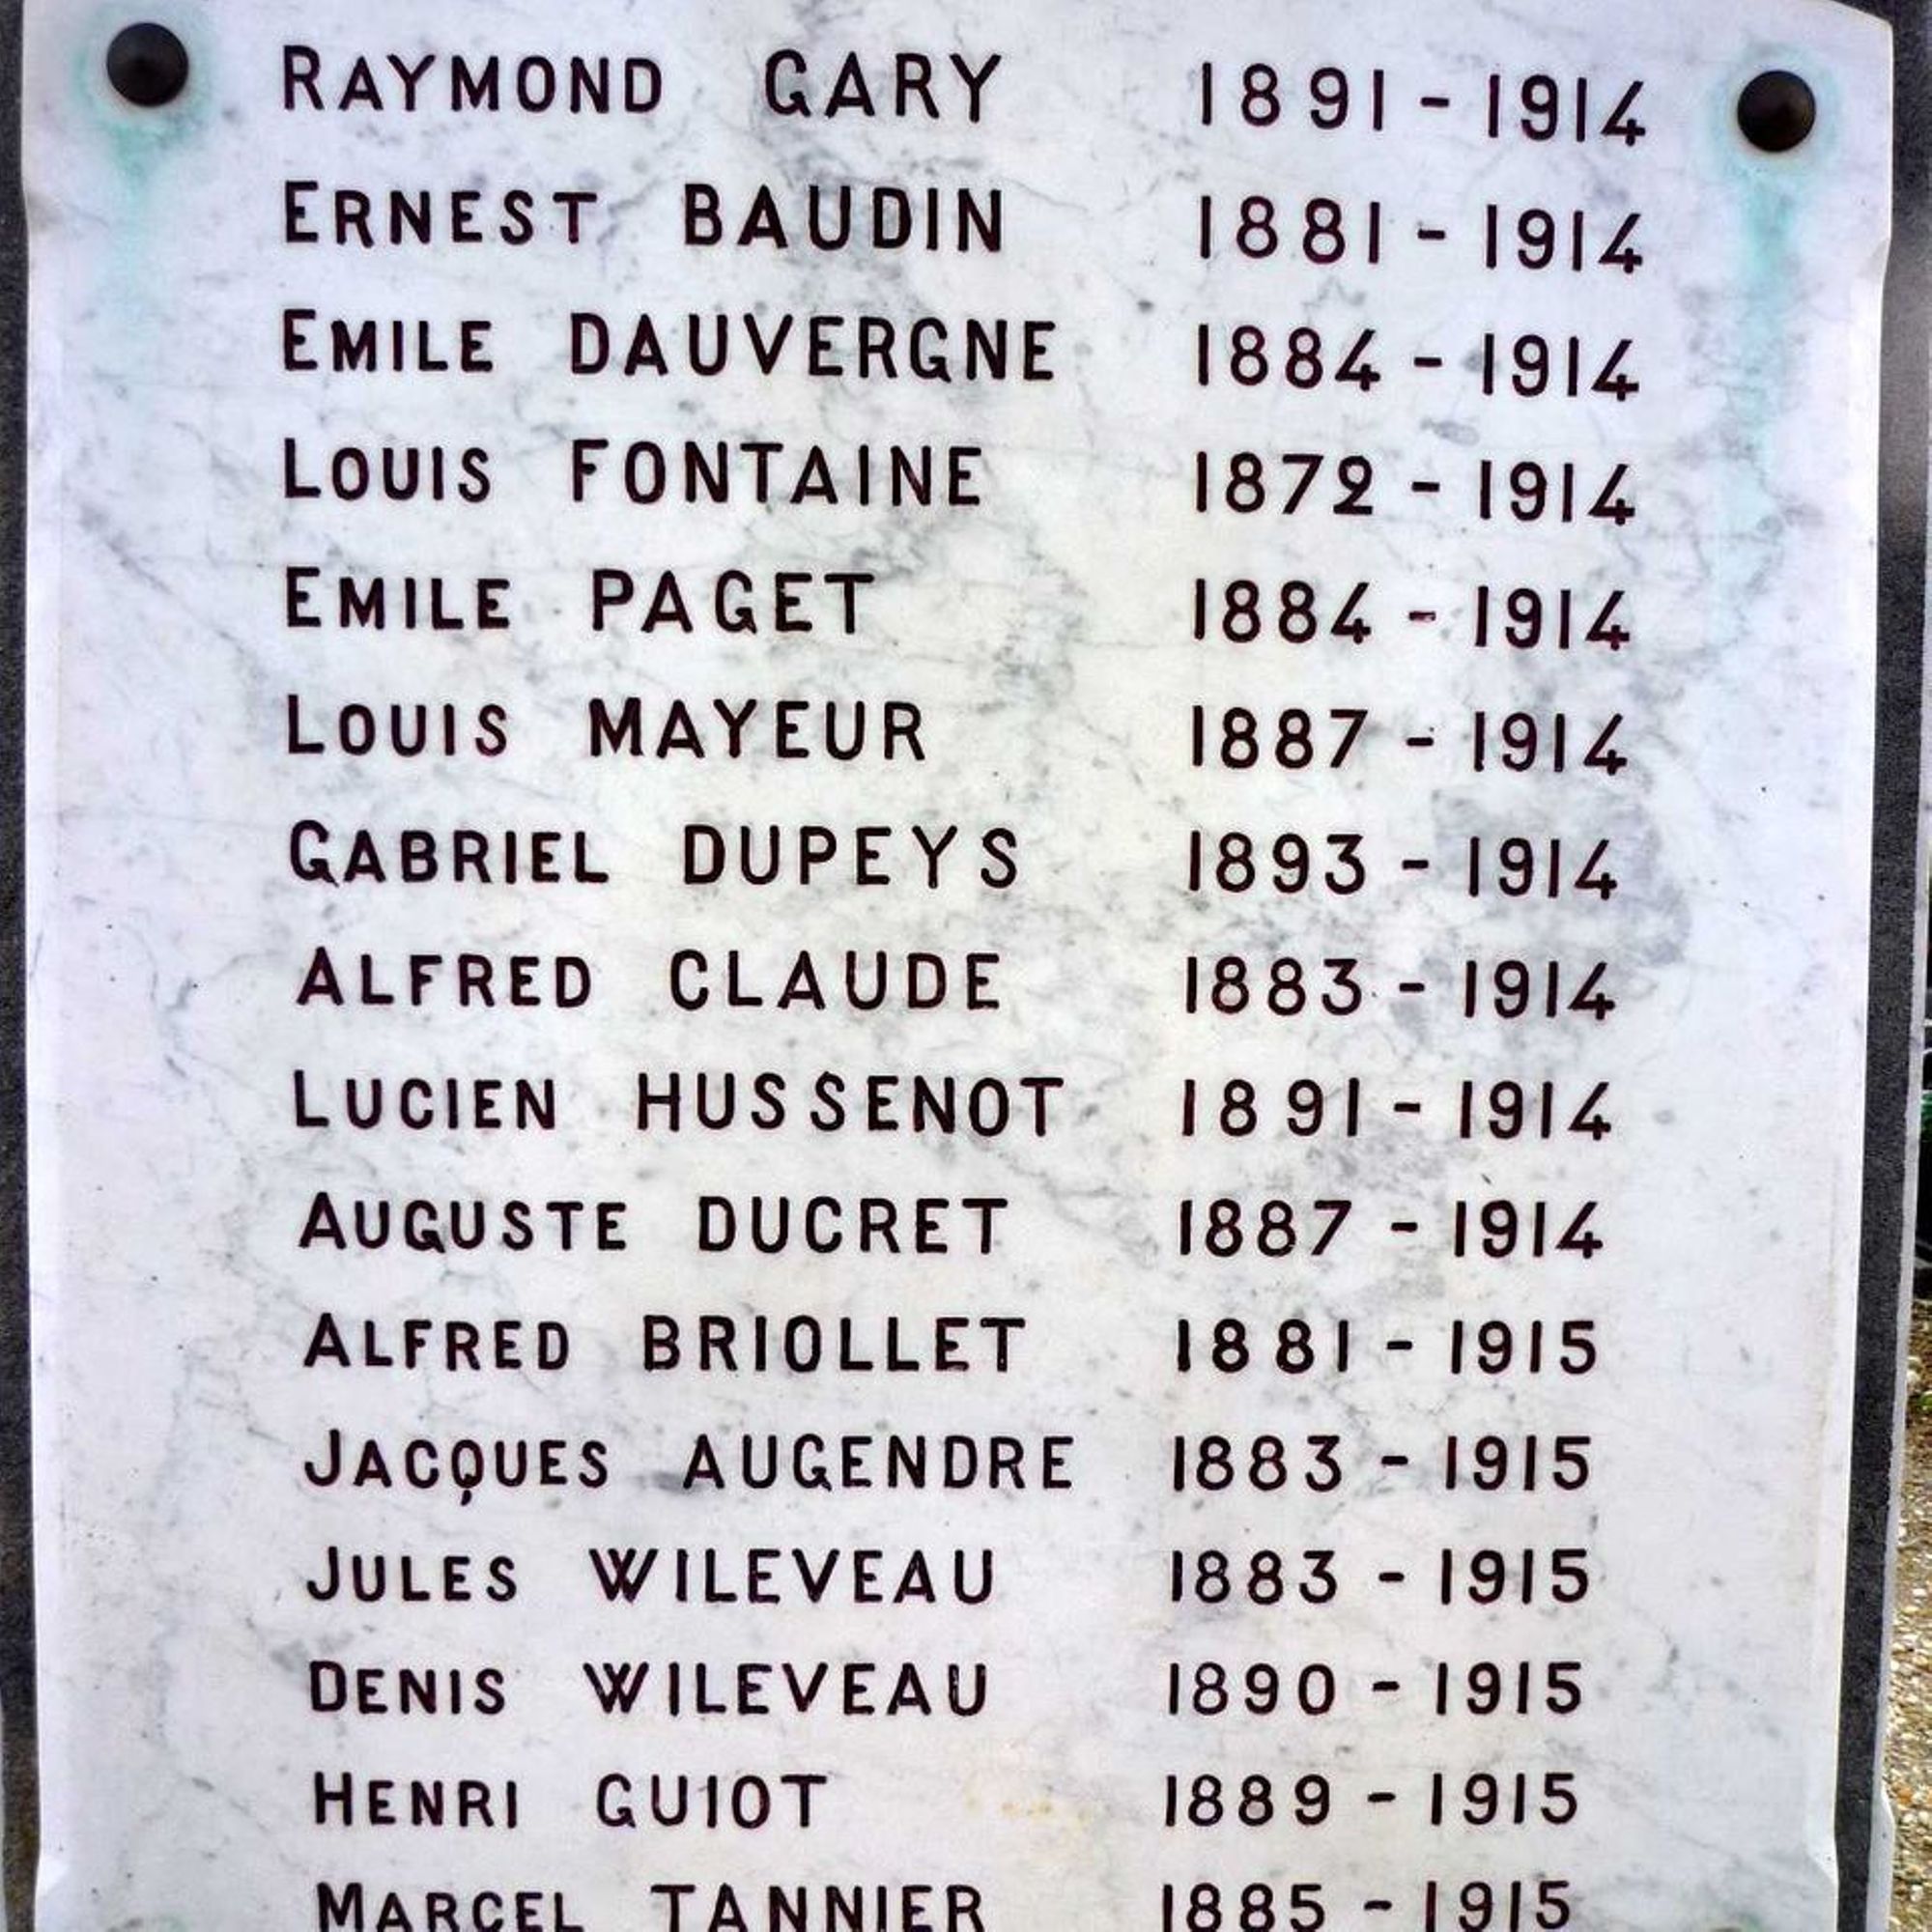 RAYMOND GARY 1891 - 1914
ERNEST BAUDIN 1881 - 1914
EMILE DAUVERGNE 1884 - 1914
LOUIS FONTAINE 1872 - 1914
EMILE PAGET 1884 - 1914
LOUIS MAYEUR 1887 - 1914
GABRIEL DUPEYS 1893 - 1914
ALFRED CLAUDE 1883 - 1914
LUCIEN HUSSENOT 1891 - 1914
AUGUSTE DUCRET 1887 - 1914
ALFRED BRIOLLET 1881 - 1915
JACQUES AUGENDRE 1883 - 1915
JULES WILEVEAU 1883 - 1915
DENIS WILEVEAU 1890 - 1915
HENRI GUIOT 1889 - 1915
MARCEL TANNIER 1885 - 1915